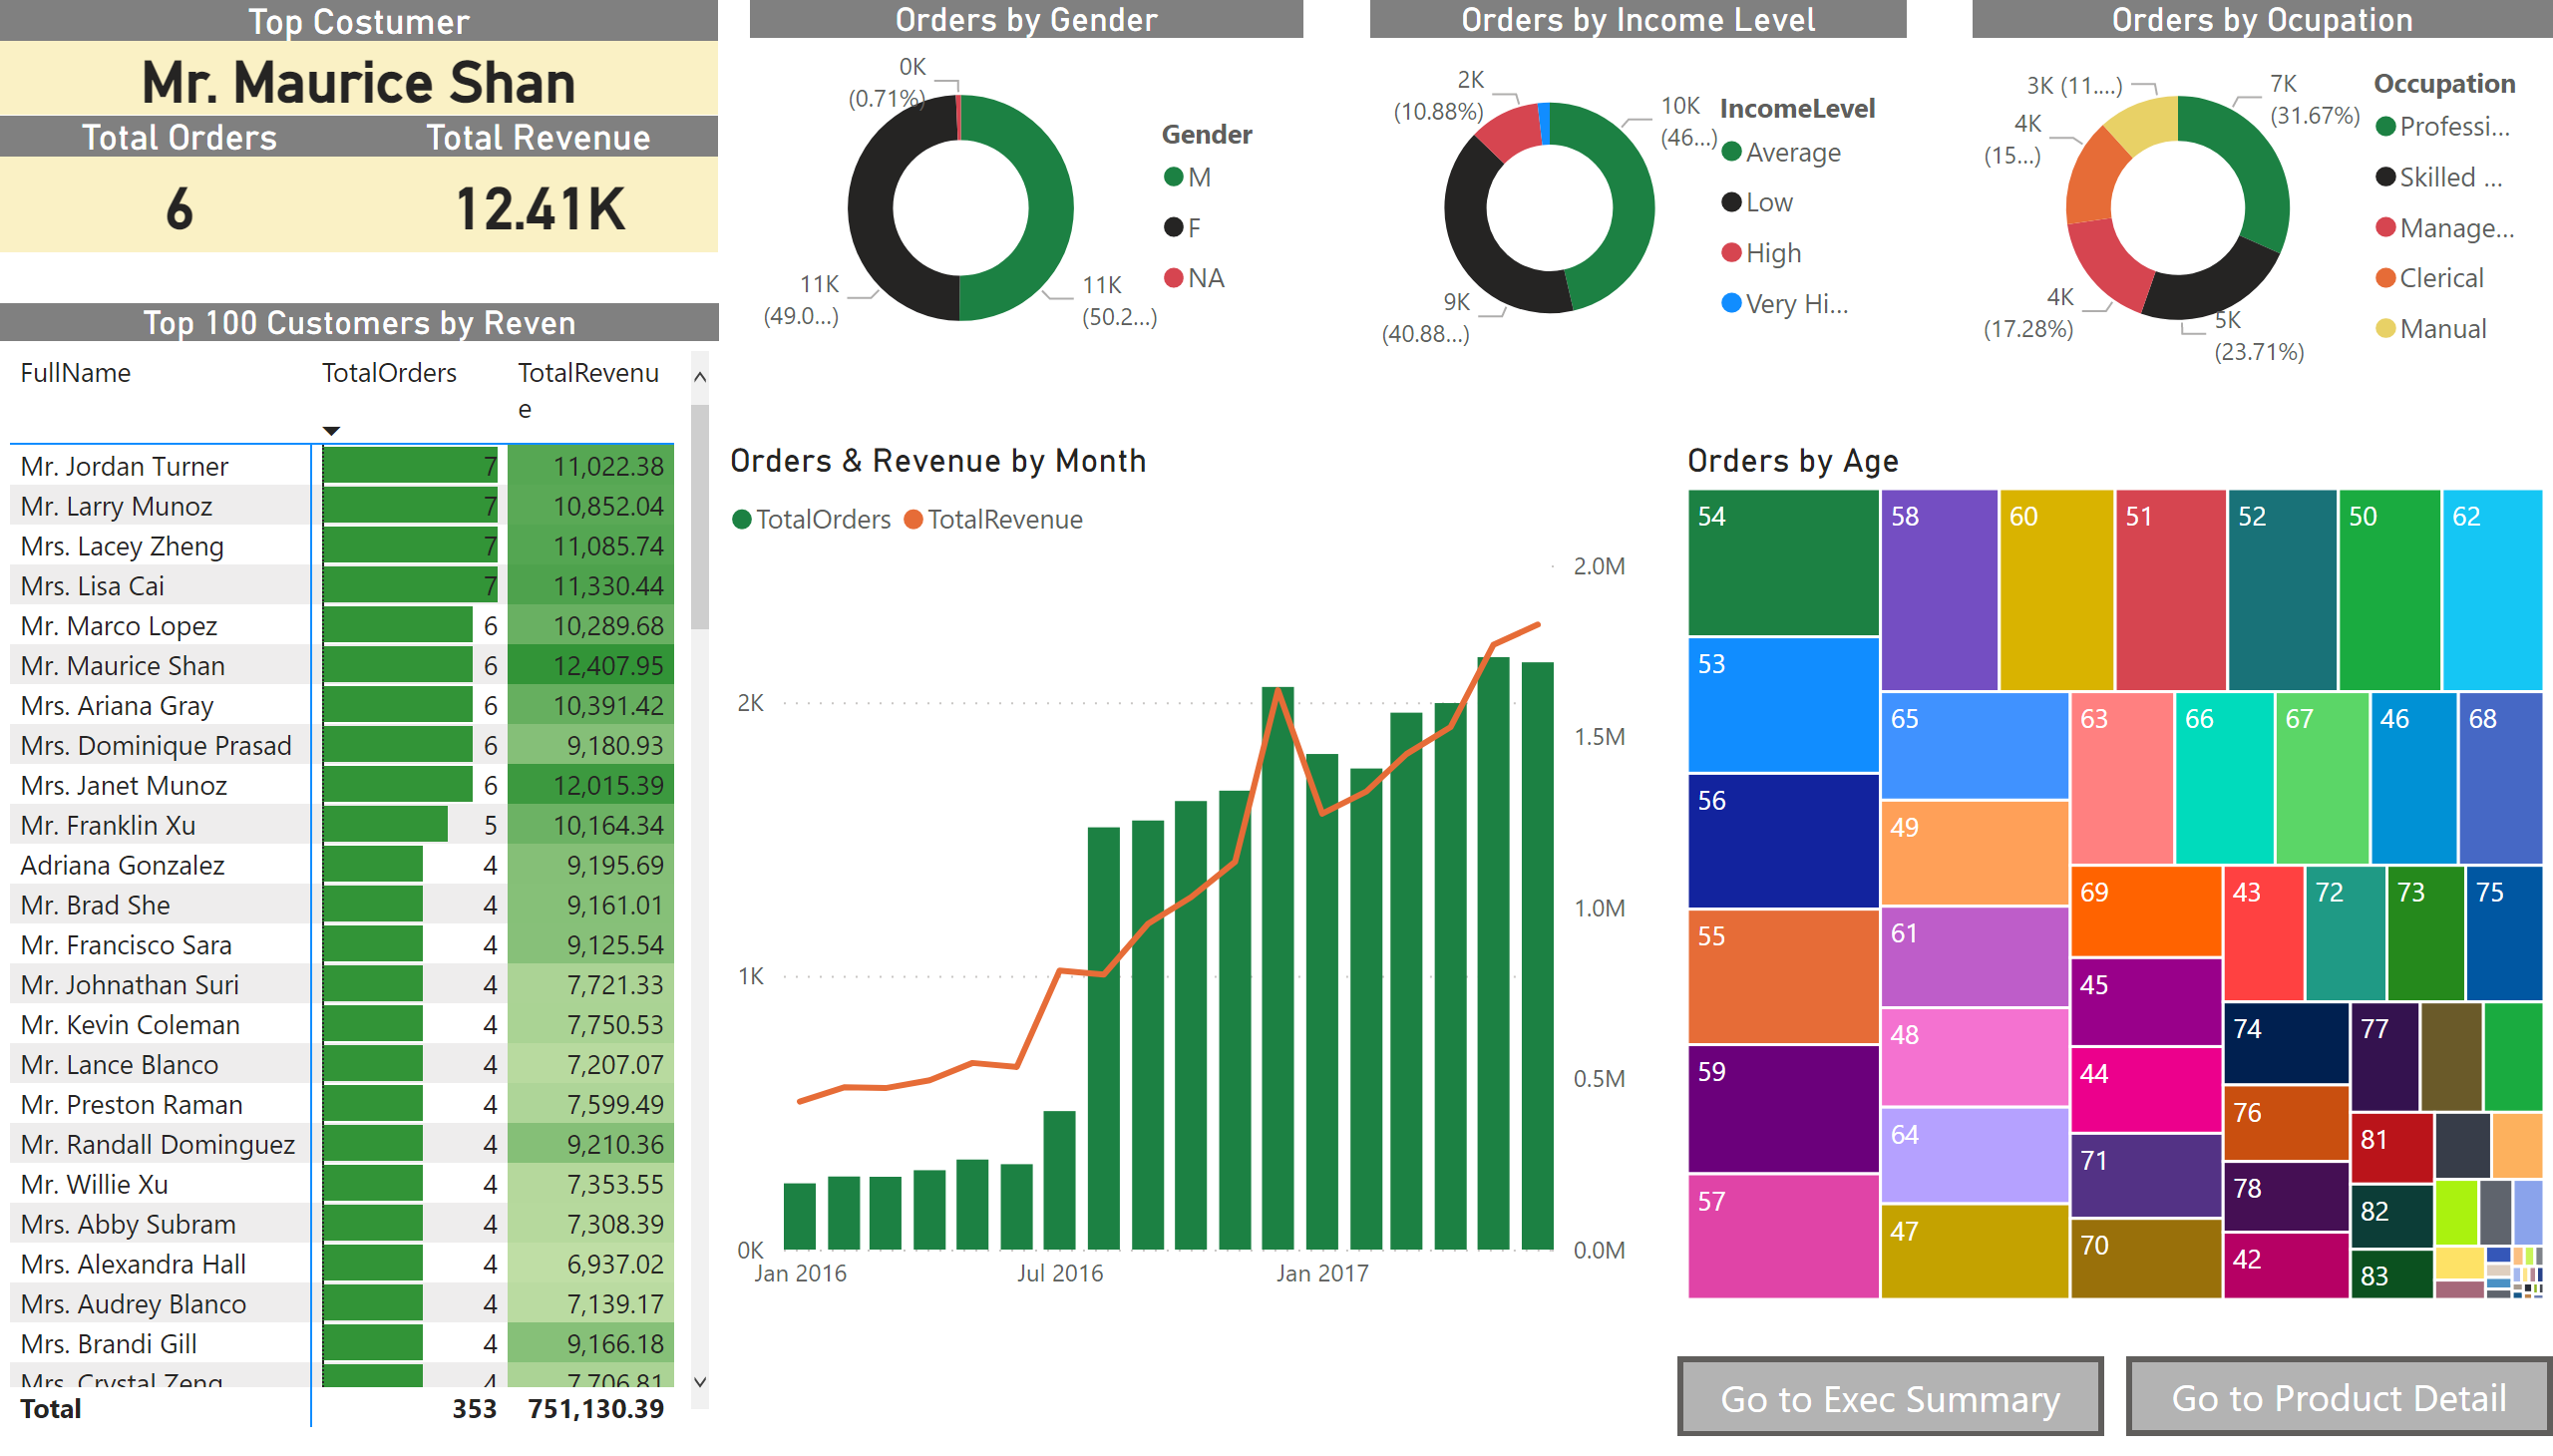 Top Costumer
Mr. Maurice Shan
Total Orders
Total Revenue
6
12.41K
Top 100 Customers by Reven
FullName
TotalOrders
TotalRevenu
e
Mr. Jordan Turner 7 11,022.38
Mr. Larry Munoz 7 10,852.04
Mrs. Lacey Zheng 7 11,085.74
Mrs. Lisa Cai 7 11,330.44
Mr. Marco Lopez 6 10,289.68
Mr. Maurice Shan 6 12,407.95
Mrs. Ariana Gray 6 10,391.42
Mrs. Dominique Prasad 6 9,180.93
Mrs. Janet Munoz 6 12,015.39
Mr. Franklin Xu 5 10,164.34
Adriana Gonzalez 4 9,195.69
Mr. Brad She 4 9,161.01
Mr. Francisco Sara 4 9,125.54
Mr. Johnathan Suri 4 7,721.33
Mr. Kevin Coleman 4 7,750.53
Mr. Lance Blanco 4 7,207.07
Mr. Preston Raman 4 7,599.49
Mr. Randall Dominguez 4 9,210.36
Mr. Willie Xu 4 7,353.55
Mrs. Abby Subram 4 7,308.39
Mrs. Alexandra Hall 4 6,937.02
Mrs. Audrey Blanco 4 7,139.17
Mrs. Brandi Gill 4 9,166.18
Mrs. Crystal Zeng 4 7,706.81
Total 353 751,130.39
Orders by Gender
0K
(0.71%)
11K
(49.0...)
11K
(50.2...)
Gender
M
F
NA
Orders by Income Level
2K
(10.88%)
10K
(46...)
9K
(40.88...)
IncomeLevel
Average
Low
High
Very Hi...
Orders by Ocupation
3K (11....)
7K
(31.67%)
4K
(15...)
4K
(17.28%)
5K
(23.71%)
Occupation
Professi...
Skilled ...
Manage...
Clerical
Manual
Orders & Revenue by Month
TotalOrders TotalRevenue
2K
1K
0K
2.0M
1.5M
1.0M
0.5M
0.0M
Jan 2016
Jul 2016
Jan 2017
Orders by Age
54
53
56
55
59
57
58
60
51
52
50
62
65
49
61
48
64
47
63
66
67
46
68
69
45
44
71
70
43
72
73
75
74
76
78
42
77
81
82
83
Go to Exec Summary
Go to Product Detail